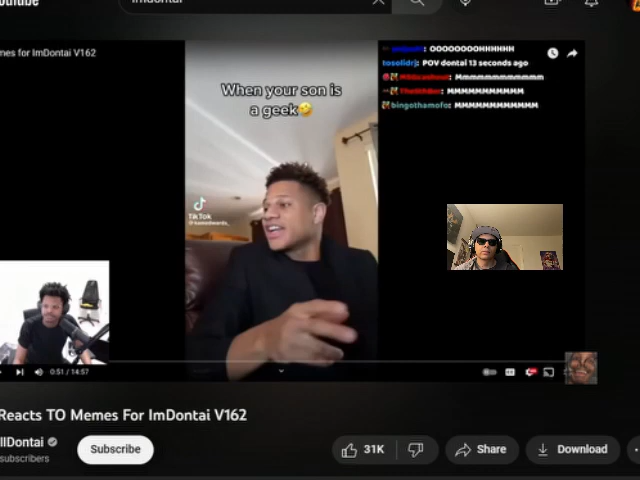 imdontai
mes for ImDontai V162
OOOOOOOOHHHHHH
tosolidrj: POV dontai 13 seconds ago
MMMMMMMMMMM
bingothamofo: MMMMMMMMMMMM
When your son is
a geek🤣
TikTok
0:51 / 14:57
Reacts TO Memes For ImDontai V162
llDontai
subscribers
Subscribe
31K
Share
Download